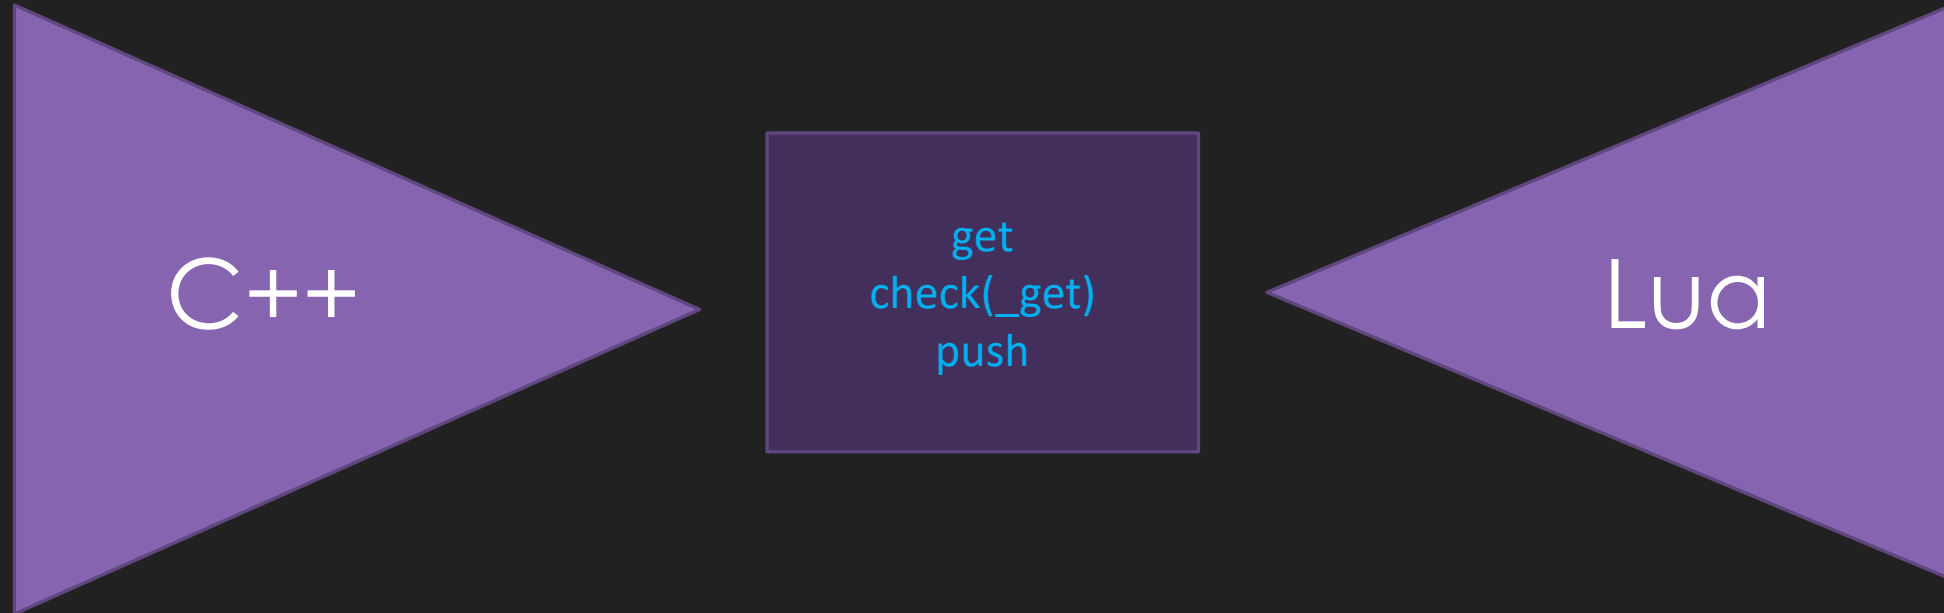 C++
get
check(_get)
push
Lua